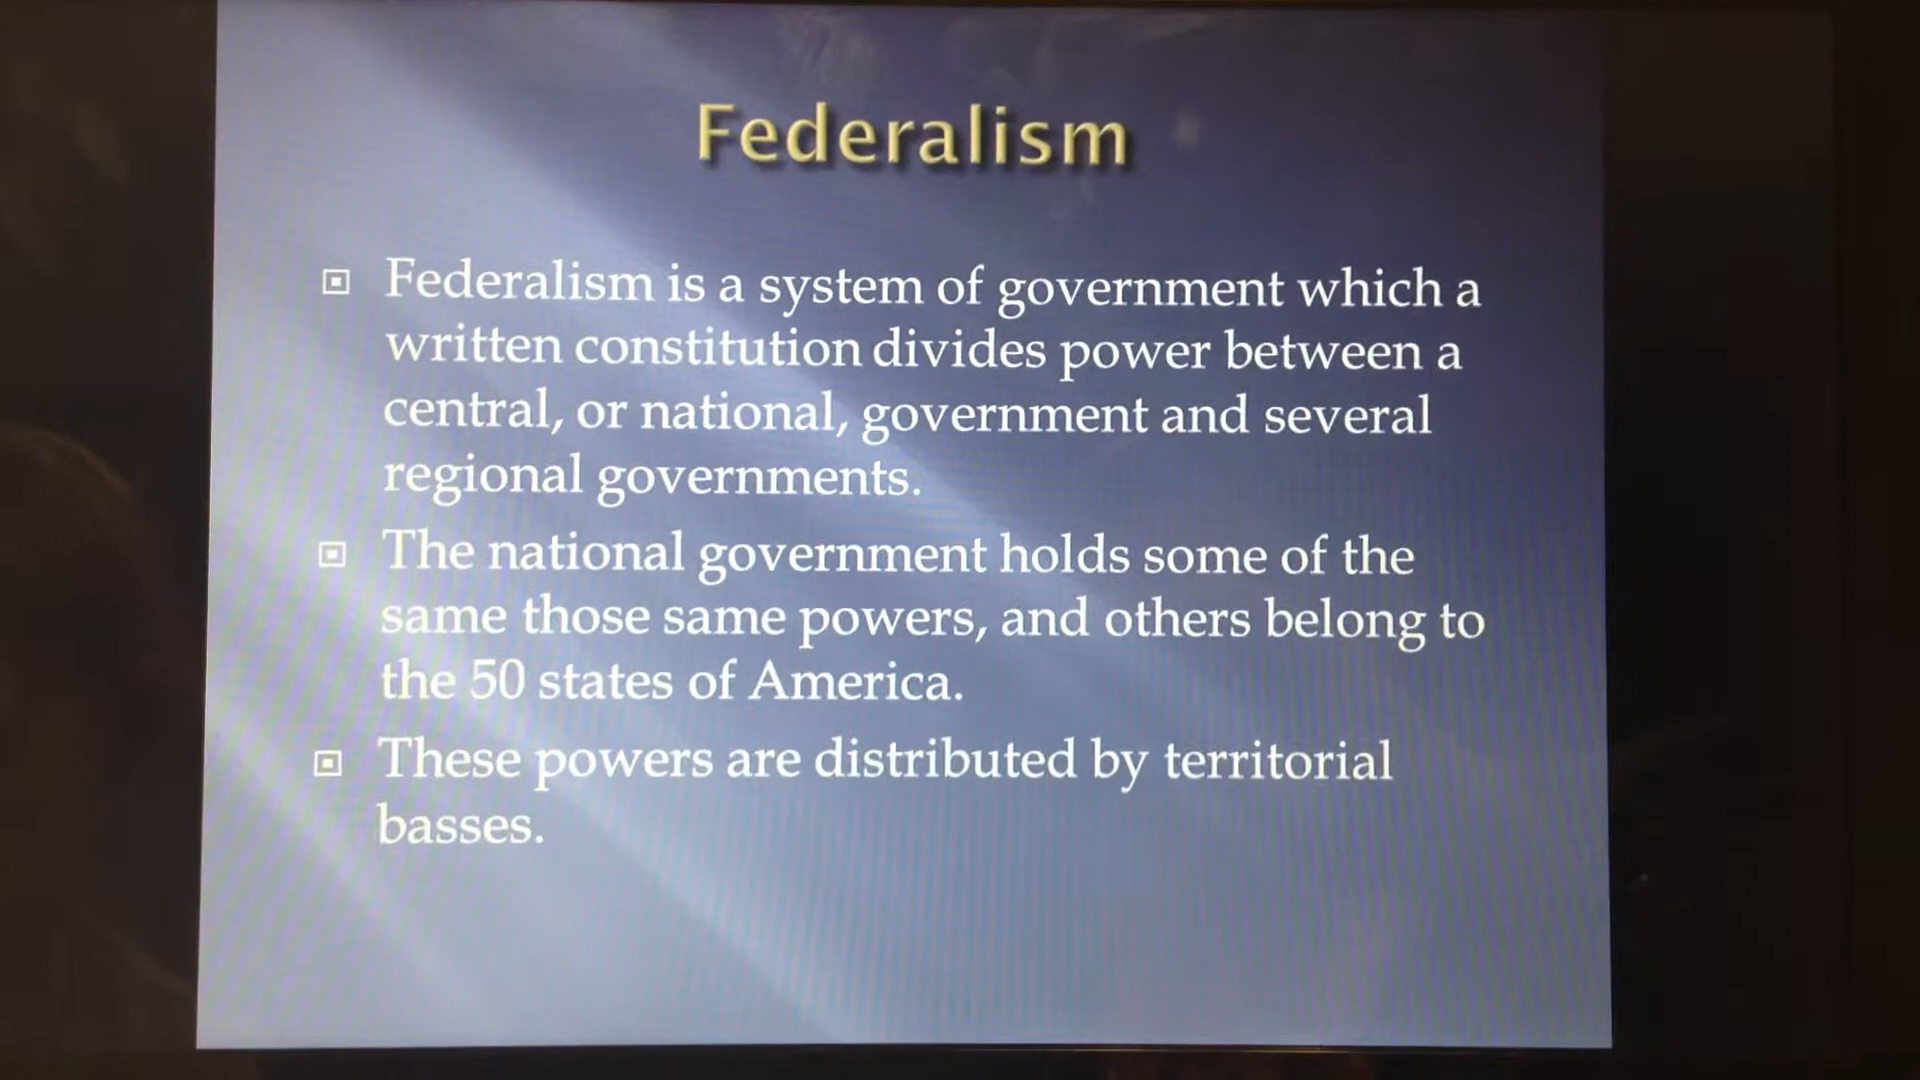 Federalism
Federalism is a system of government which a
written constitution divides power between a
central, or national, government and several
regional governments.
The national government holds some of the
same those same powers, and others belong to
the 50 states of America.
These powers are distributed by territorial
basses.